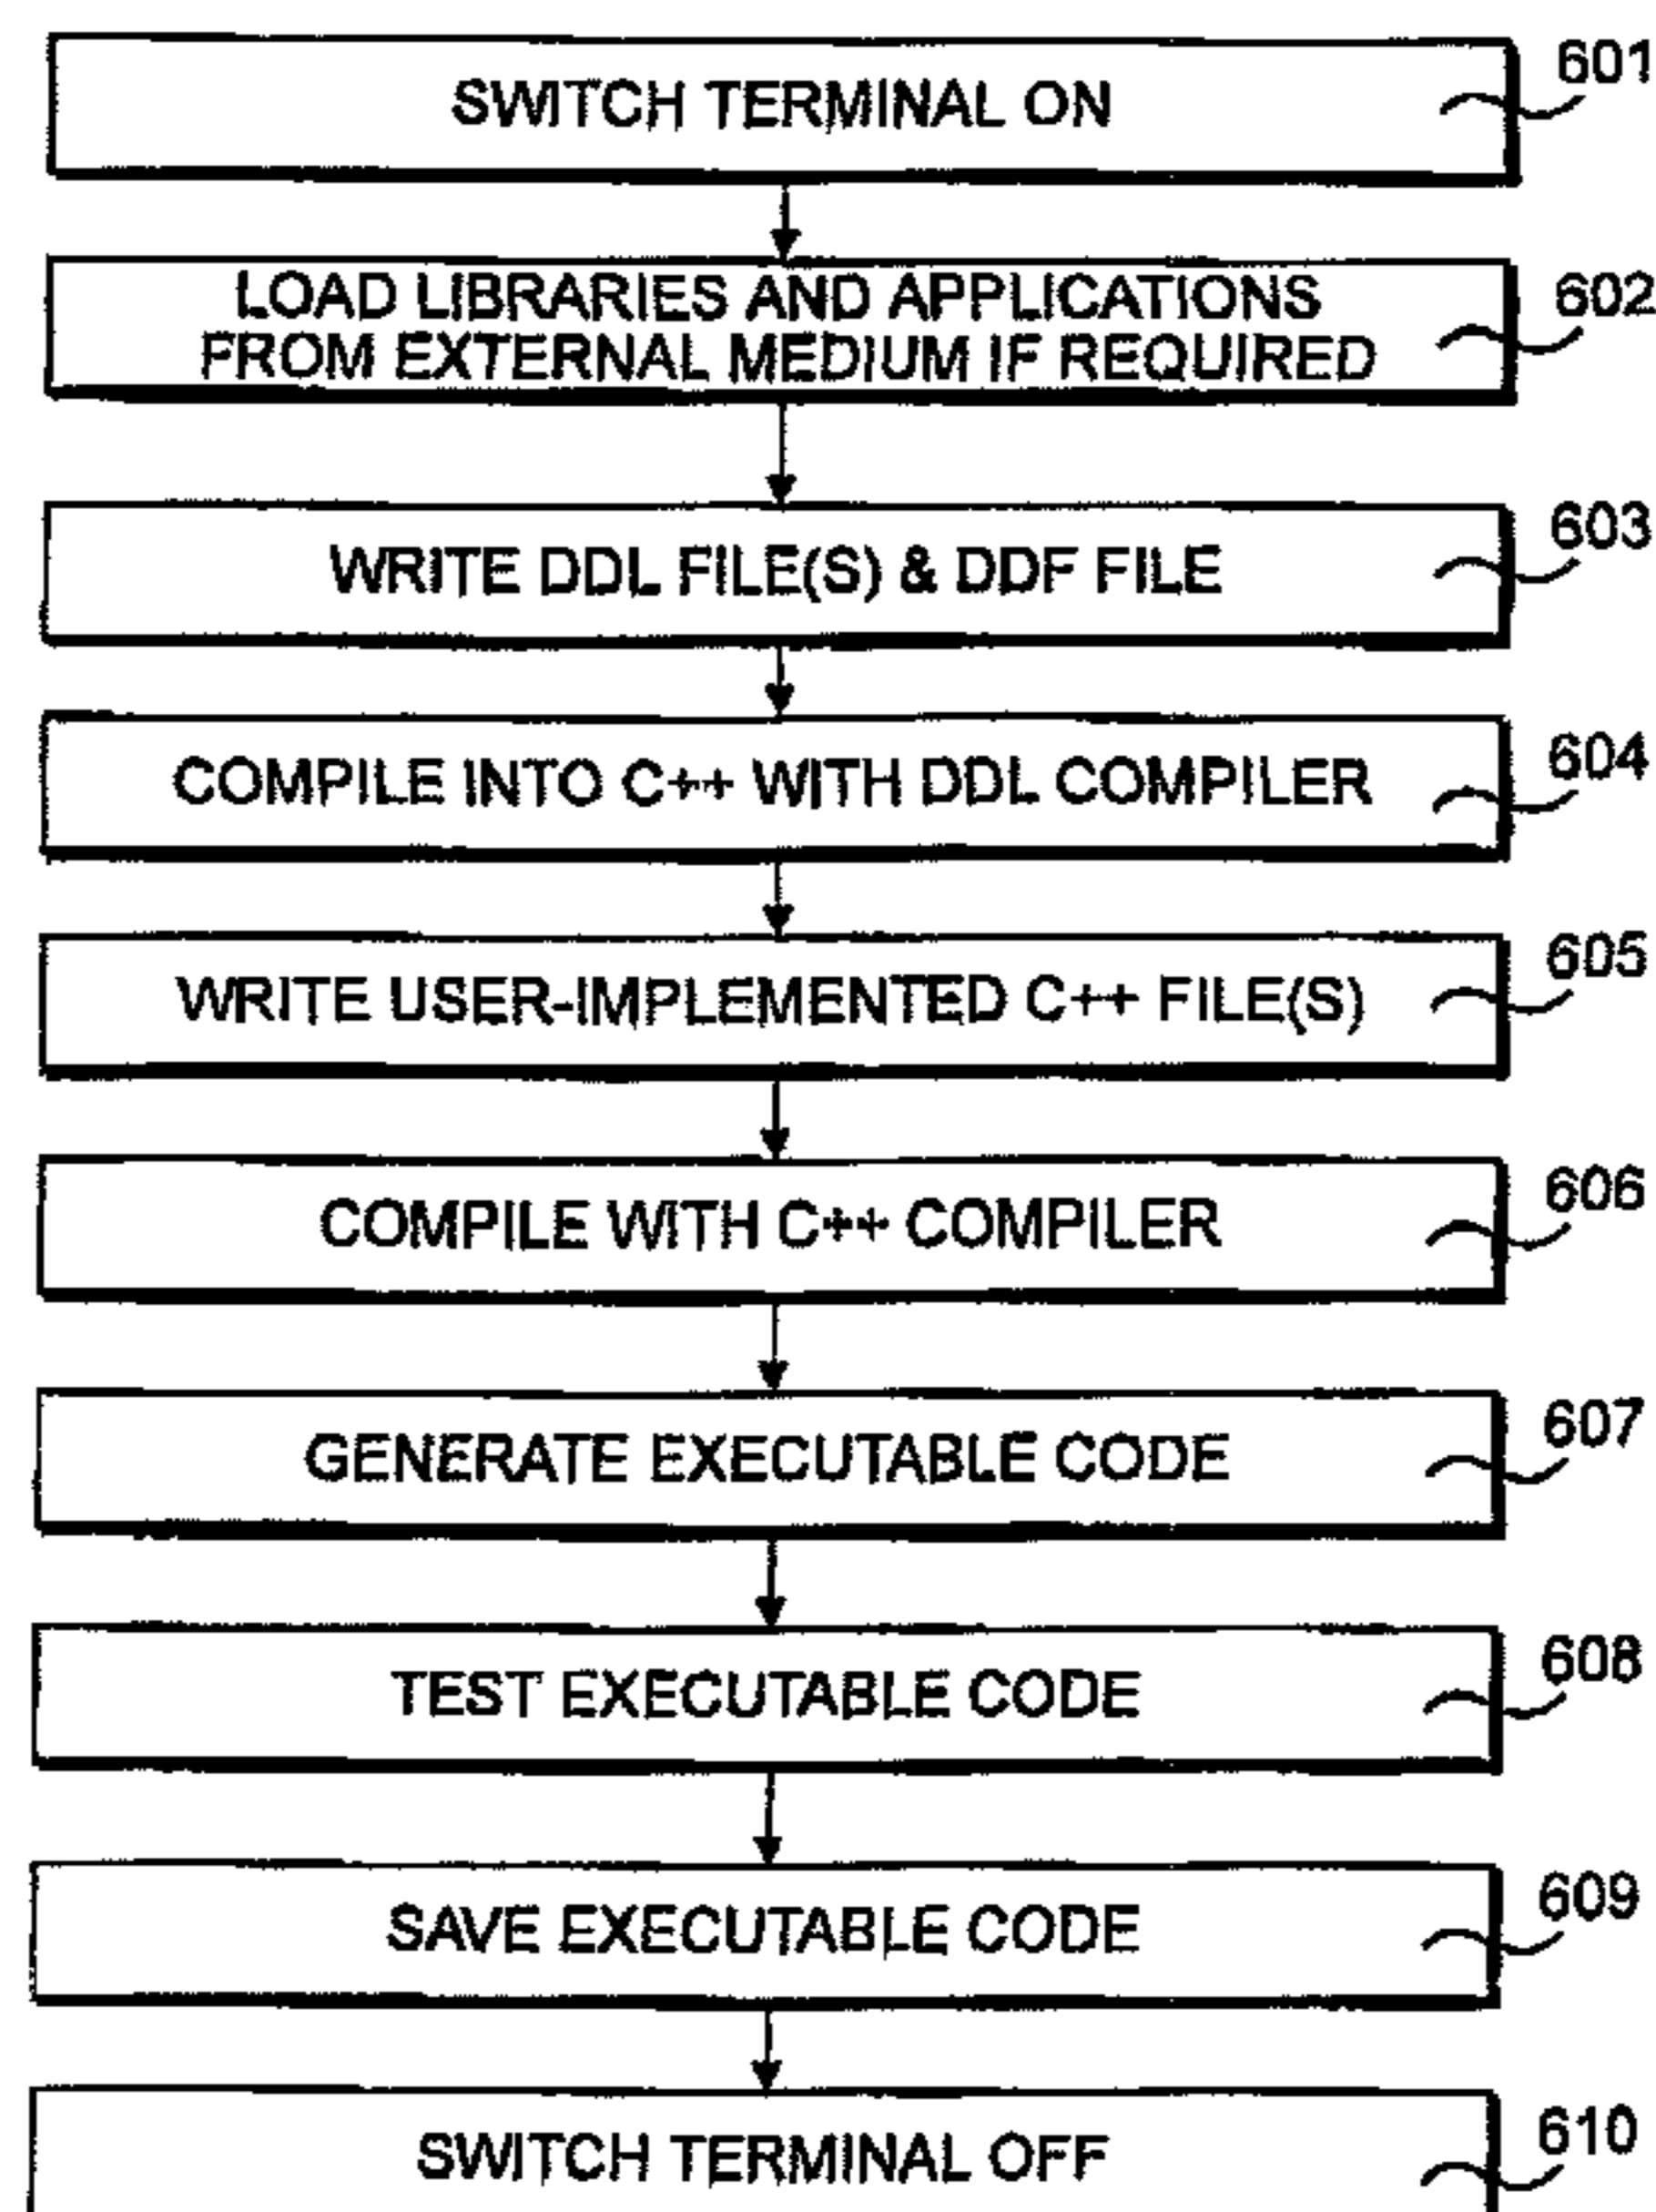 SWITCH TERMINAL ON
601
LOAD LIBRARIES AND APPLICATIONS
FROM EXTERNAL MEDIUM IF REQUIRED
602
WRITE DDL FILE(S) & DDF FILE
603
COMPILE INTO C++ WITH DDL COMPILER
604
WRITE USER-IMPLEMENTED C++ FILE(S)
605
COMPILE WITH C++ COMPILER
606
GENERATE EXECUTABLE CODE
607
TEST EXECUTABLE CODE
608
SAVE EXECUTABLE CODE
609
SWITCH TERMINAL OFF
610